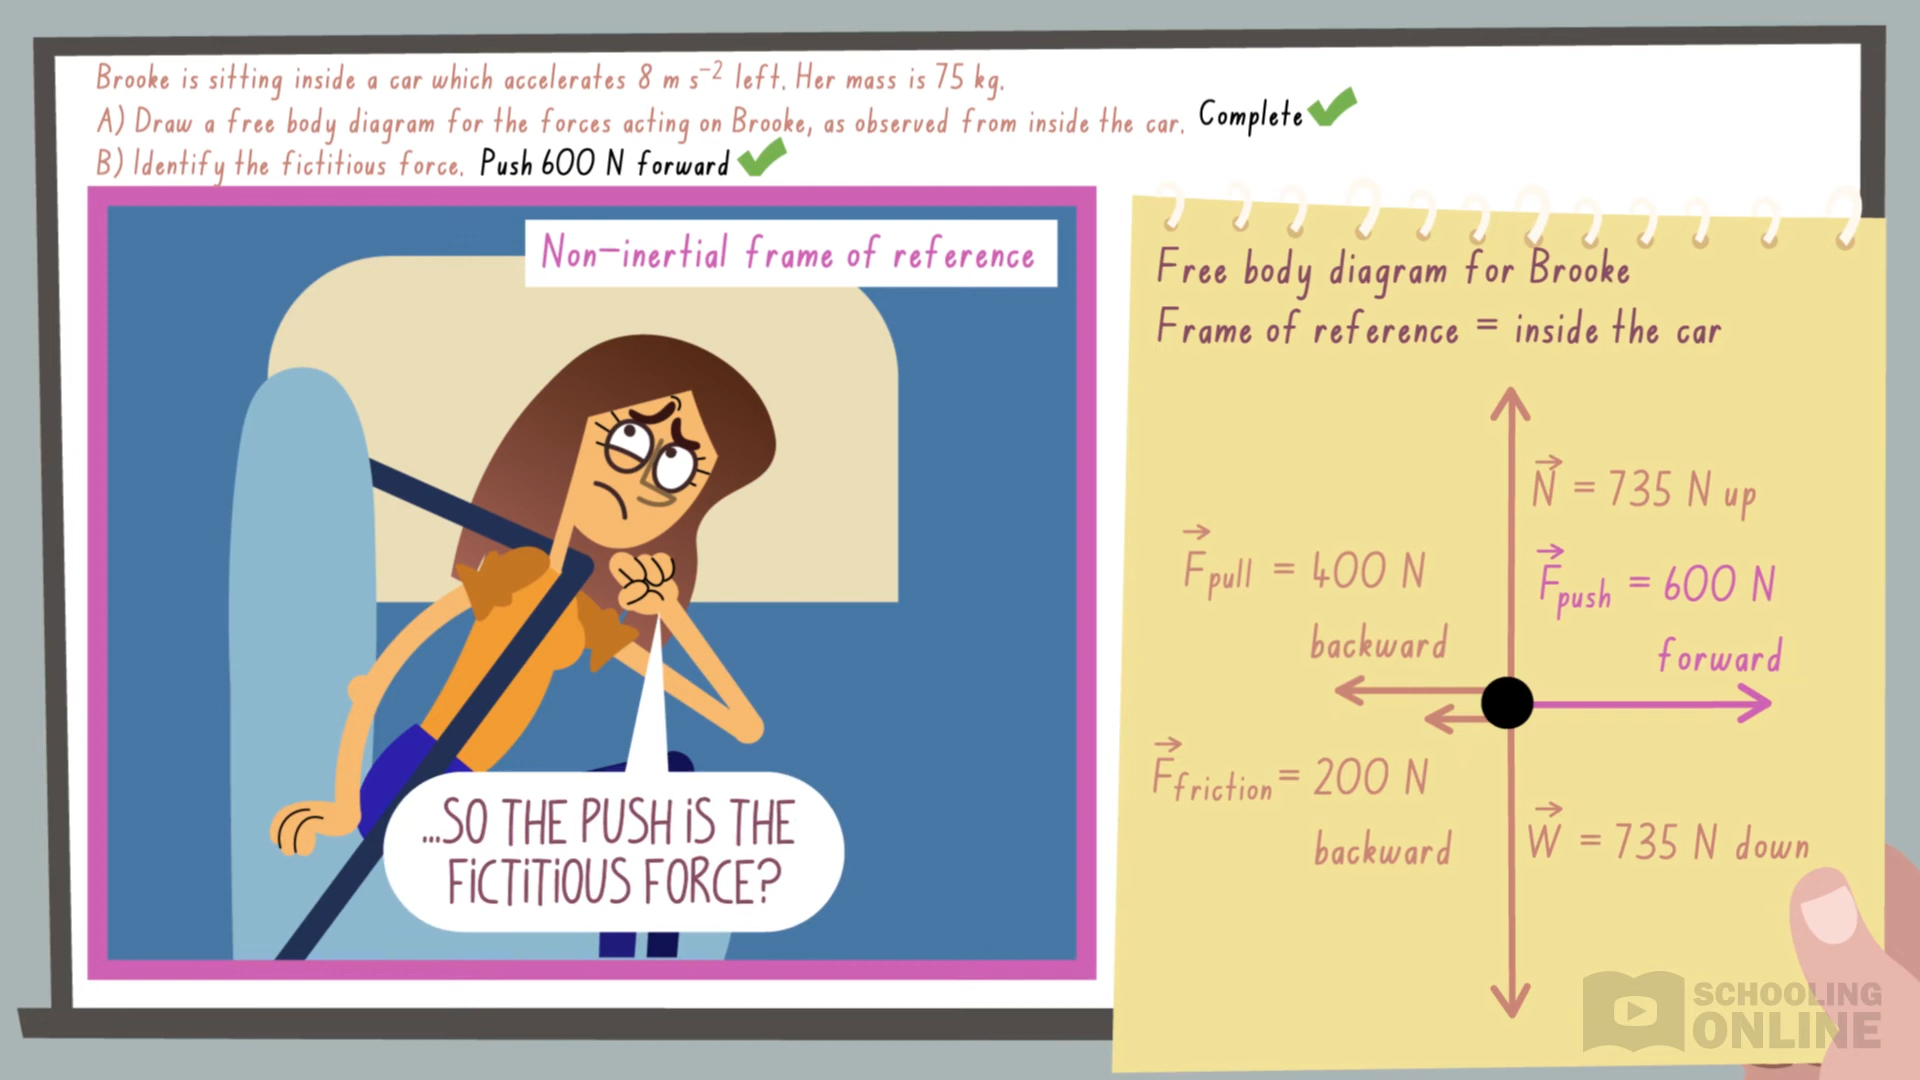 Brooke is sitting inside a car which accelerates 8 m s⁻² left. Her mass is 75 kg.
A) Draw a free body diagram for the forces acting on Brooke, as observed from inside the car. Complete
B) Identify the fictitious force. Push 600 N forward
Non-inertial frame of reference
...SO THE PUSH iS THE
FiCTiTiOUS FORCE?
Free body diagram for Brooke
Frame of reference = inside the car
N⃗ = 735 N up
F⃗pull = 400 N
backward
F⃗push = 600 N
forward
F⃗friction = 200 N
backward
W⃗ = 735 N down
SCHOOLING
ONLINE